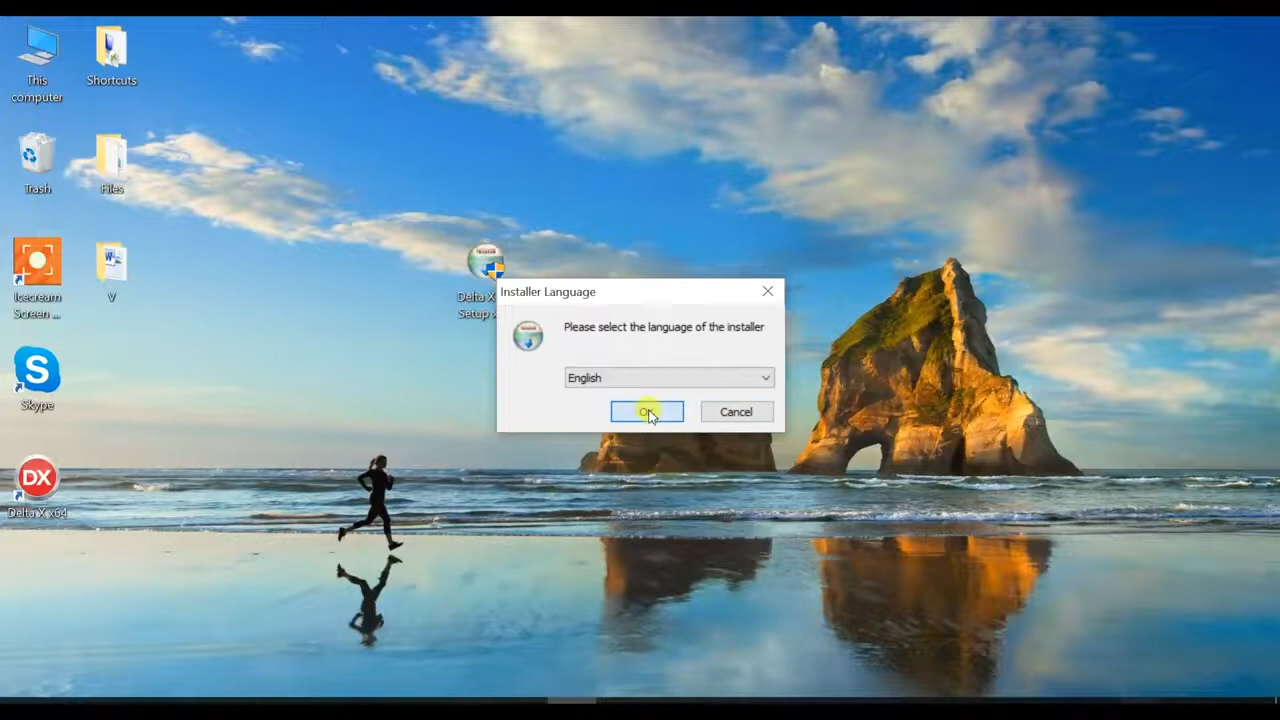 This
computer
Shortcuts
Trash
Files
Icecream
Screen ...
V
Skype
DX
Delta X x64
Delta X
Setup
Installer Language
Please select the language of the installer
English
Cancel